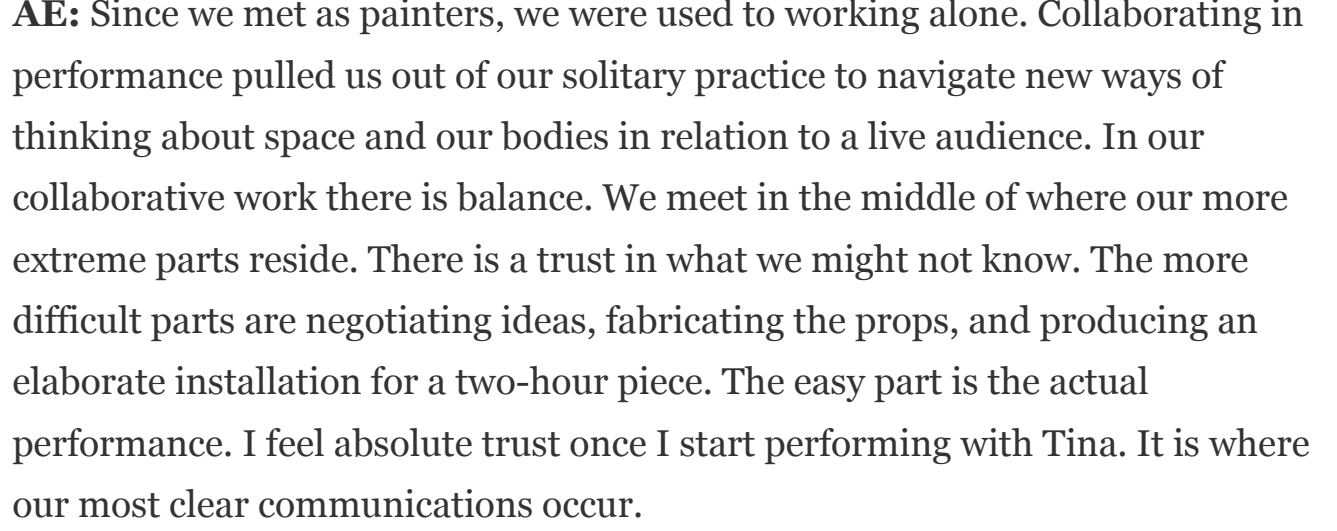 AE: Since we met as painters, we were used to working alone. Collaborating in
performance pulled us out of our solitary practice to navigate new ways of
thinking about space and our bodies in relation to a live audience. In our
collaborative work there is balance. We meet in the middle of where our more
extreme parts reside. There is a trust in what we might not know. The more
difficult parts are negotiating ideas, fabricating the props, and producing an
elaborate installation for a two-hour piece. The easy part is the actual
performance. I feel absolute trust once I start performing with Tina. It is where
our most clear communications occur.